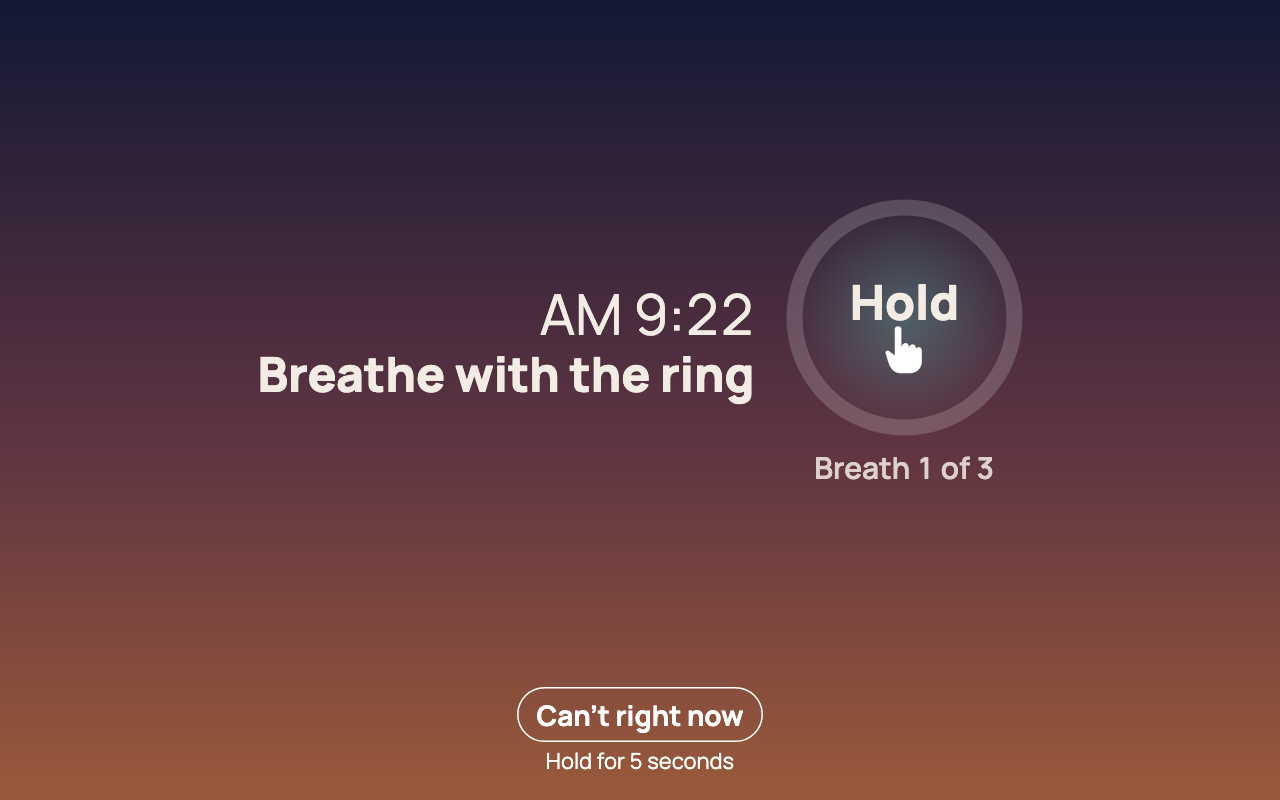 AM 9:22
Breathe with the ring
Hold
Breath 1 of 3
Can't right now
Hold for 5 seconds